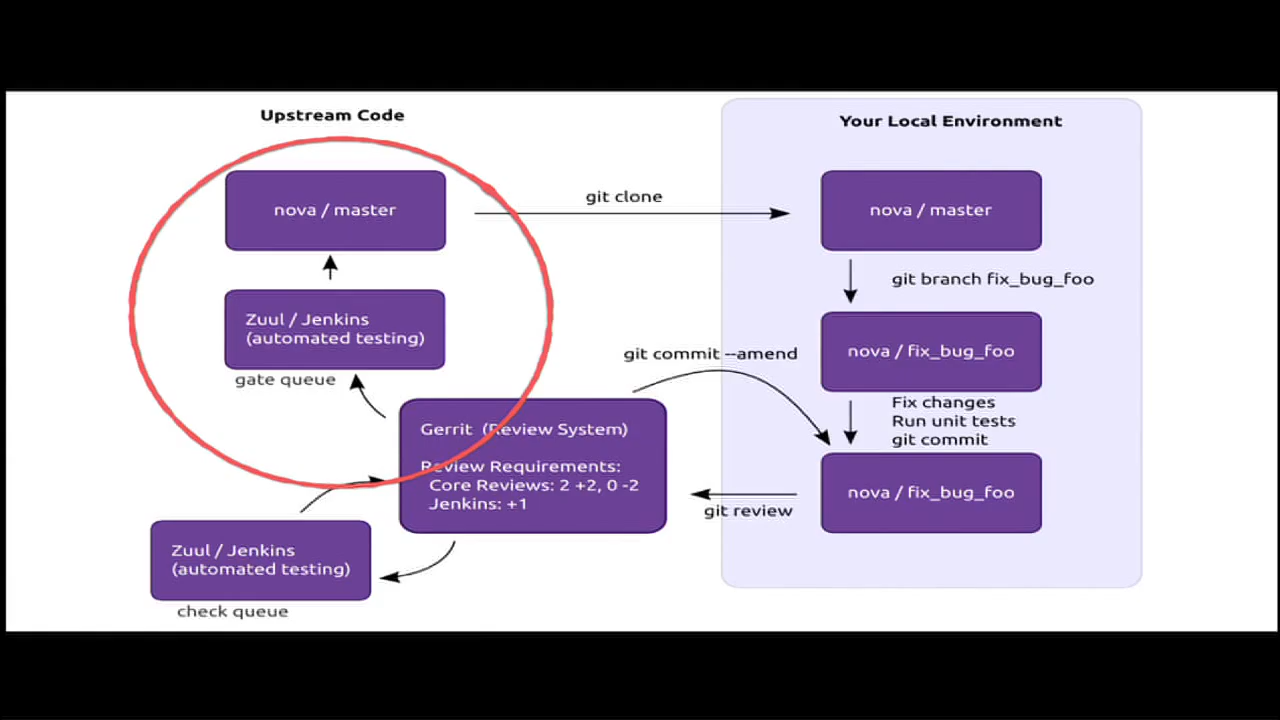 Upstream Code
nova / master
Zuul / Jenkins
(automated testing)
gate queue
Gerrit (Review System)
Review Requirements:
Core Reviews: 2 +2, 0 -2
Jenkins: +1
Zuul / Jenkins
(automated testing)
check queue
git clone
git commit --amend
git review
Your Local Environment
nova / master
git branch fix_bug_foo
nova / fix_bug_foo
Fix changes
Run unit tests
git commit
nova / fix_bug_foo